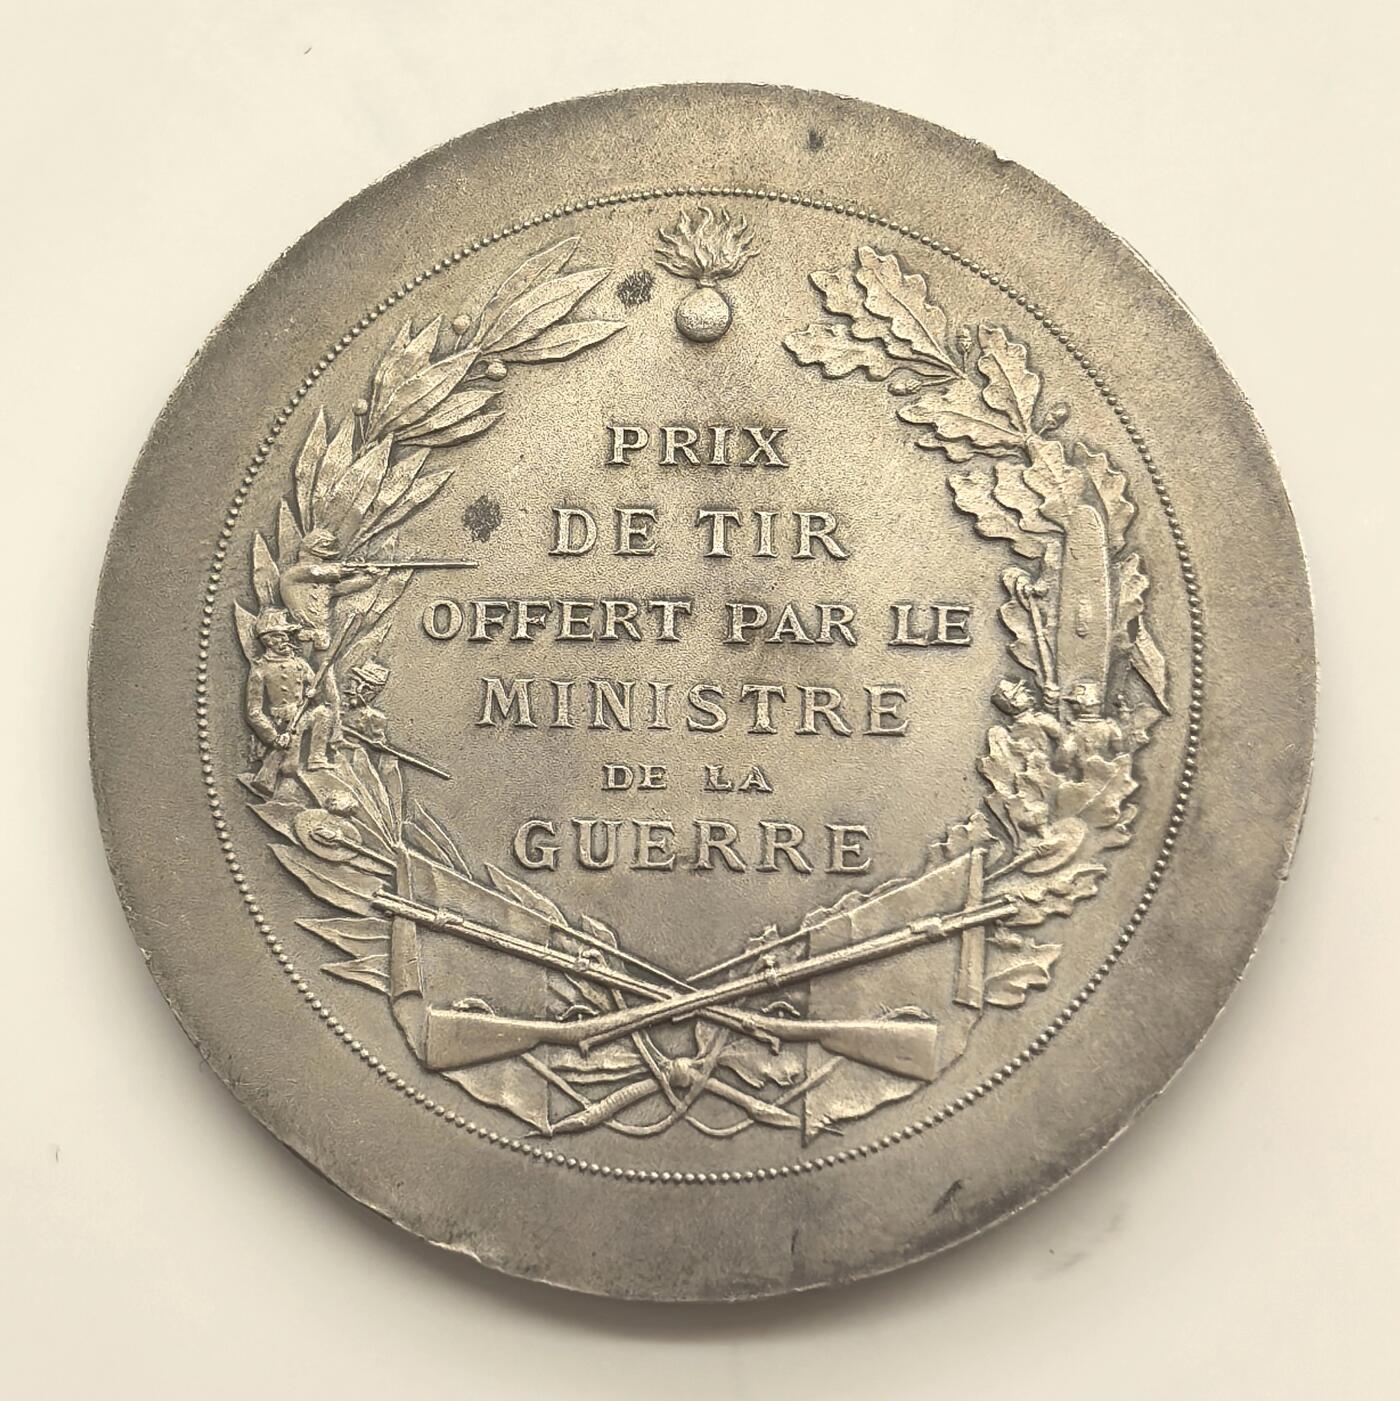 PRIX
DE TIR
OFFERT PAR LE
MINISTRE
DE LA
GUERRE